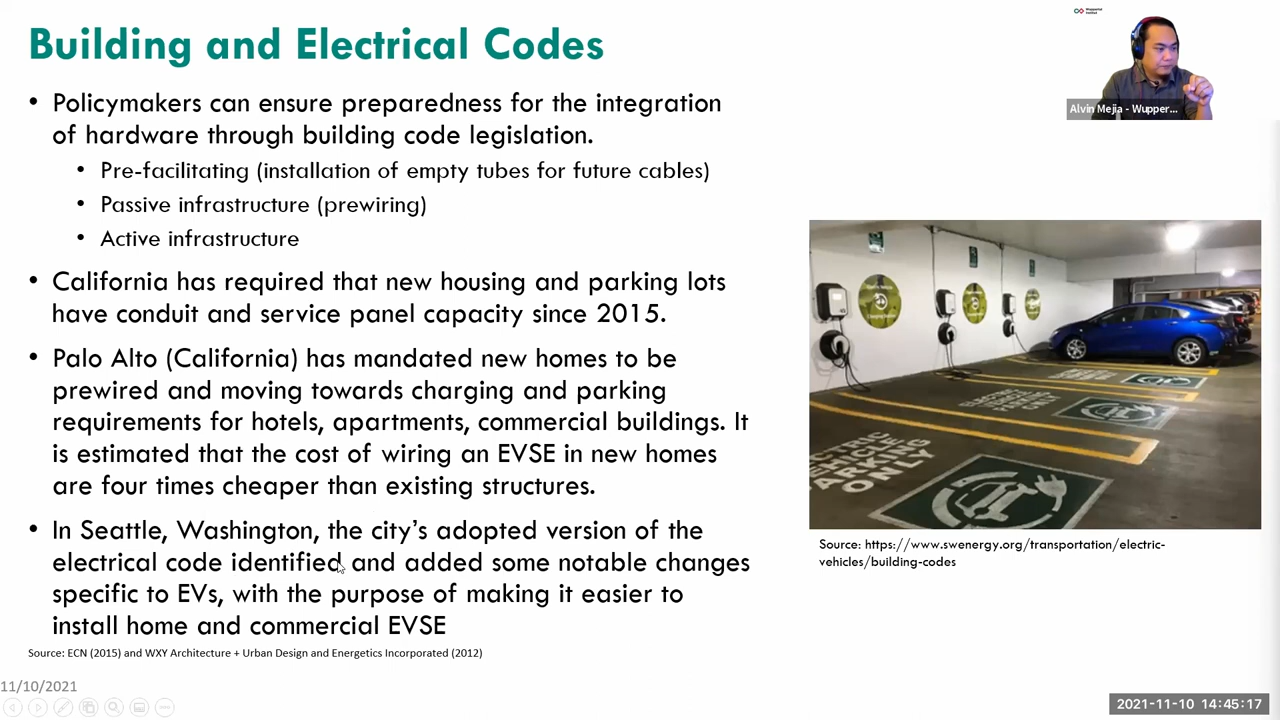 Building and Electrical Codes
• Policymakers can ensure preparedness for the integration
of hardware through building code legislation.
• Pre-facilitating (installation of empty tubes for future cables)
• Passive infrastructure (prewiring)
• Active infrastructure
• California has required that new housing and parking lots
have conduit and service panel capacity since 2015.
• Palo Alto (California) has mandated new homes to be
prewired and moving towards charging and parking
requirements for hotels, apartments, commercial buildings. It
is estimated that the cost of wiring an EVSE in new homes
are four times cheaper than existing structures.
• In Seattle, Washington, the city's adopted version of the
electrical code identified and added some notable changes
specific to EVs, with the purpose of making it easier to
install home and commercial EVSE
Source: ECN (2015) and WXY Architecture + Urban Design and Energetics Incorporated (2012)
11/10/2021
Wuppertal
Institut
Alvin Mejia - Wupper...
ELECTRIC
VEHICLE
PARKING
ONLY
Source: https://www.swenergy.org/transportation/electric-
vehicles/building-codes
2021-11-10 14:45:17